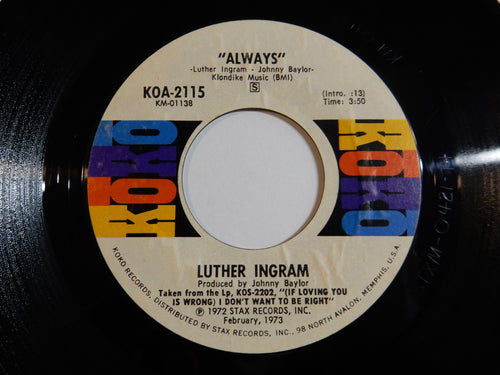 "ALWAYS"
-Luther Ingram - Johnny Baylor-
Klondike Music (BMI)
S
KOA-2115
KM-01138
(Intro. :13)
Time: 3:50
KOKO
KOKO
LUTHER INGRAM
Produced by Johnny Baylor
Taken from the Lp, KOS-2202, "(IF LOVING YOU
IS WRONG) I DON'T WANT TO BE RIGHT"
Ⓟ 1972 STAX RECORDS, INC.
February, 1973
KOKO RECORDS, DISTRIBUTED BY STAX RECORDS, INC., 98 NORTH AVALON, MEMPHIS, U.S.A.